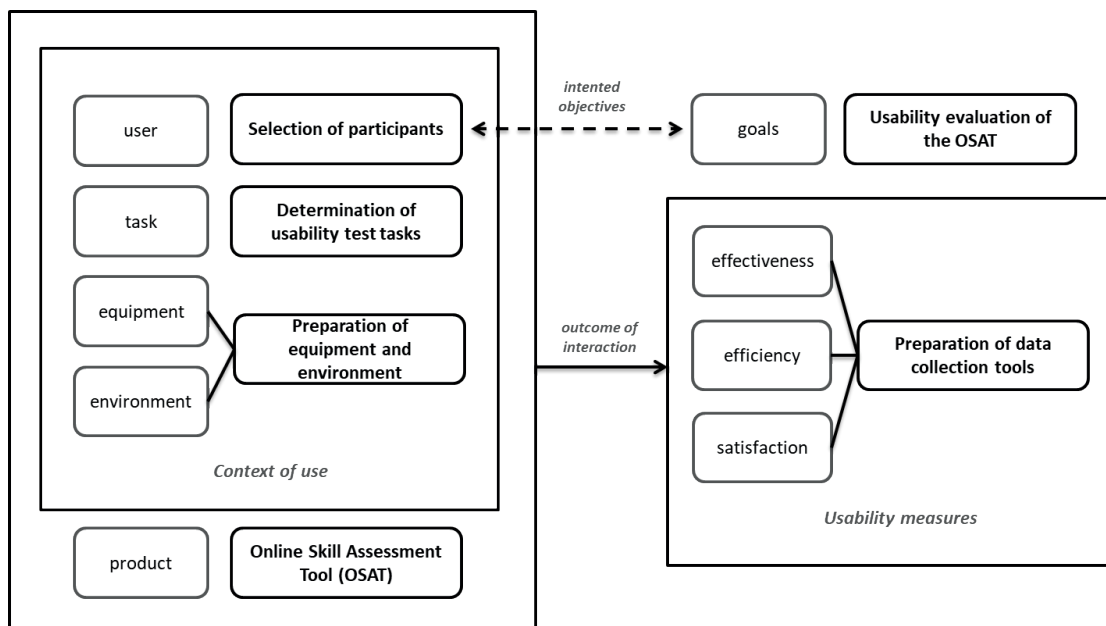 user
Selection of participants
intented
objectives
goals
Usability evaluation of
the OSAT
task
Determination of
usability test tasks
equipment
environment
Preparation of
equipment and
environment
Context of use
outcome of
interaction
effectiveness
efficiency
satisfaction
Preparation of data
collection tools
Usability measures
product
Online Skill Assessment
Tool (OSAT)